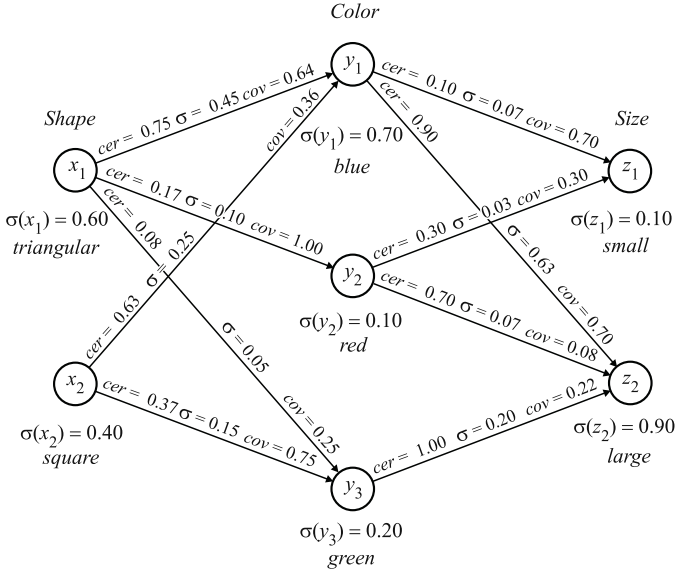 Color
Shape
Size
y₁
σ(y₁) = 0.70
blue
x₁
σ(x₁) = 0.60
triangular
z₁
σ(z₁) = 0.10
small
y₂
σ(y₂) = 0.10
red
x₂
σ(x₂) = 0.40
square
z₂
σ(z₂) = 0.90
large
y₃
σ(y₃) = 0.20
green
cer = 0.75 σ = 0.45 cov = 0.64
cer = 0.17 σ = 0.10 cov = 1.00
cer = 0.08 σ = 0.05 cov = 0.25
cer = 0.63 σ = 0.25 cov = 0.36
cer = 0.37 σ = 0.15 cov = 0.75
cer = 0.10 σ = 0.07 cov = 0.70
cer = 0.90 σ = 0.63 cov = 0.70
cer = 0.30 σ = 0.03 cov = 0.30
cer = 0.70 σ = 0.07 cov = 0.08
cer = 1.00 σ = 0.20 cov = 0.22